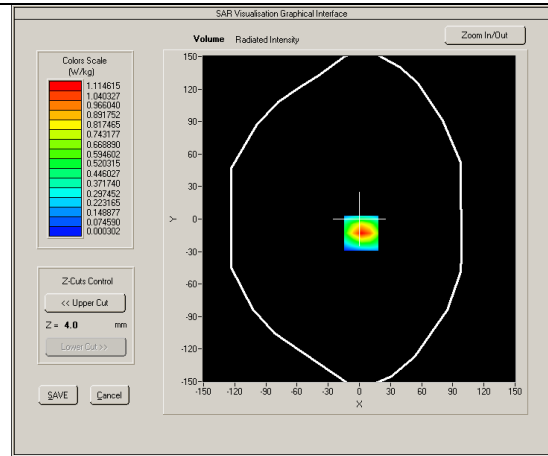 SAR Visualisation Graphical Interface
Volume Radiated Intensity
Zoom In/Out
Colors Scale
(W/kg)
1.114615
1.040327
0.966040
0.891752
0.817465
0.743177
0.668890
0.594602
0.520315
0.446027
0.371740
0.297452
0.223165
0.148877
0.074590
0.000302
Z-Cuts Control
<< Upper Cut
Z = 4.0 mm
Lower Cut >>
SAVE Cancel
150
120
90
60
30
0
-30
-60
-90
-120
-150
Y
-150 -120 -90 -60 -30 0 30 60 90 120 150
X